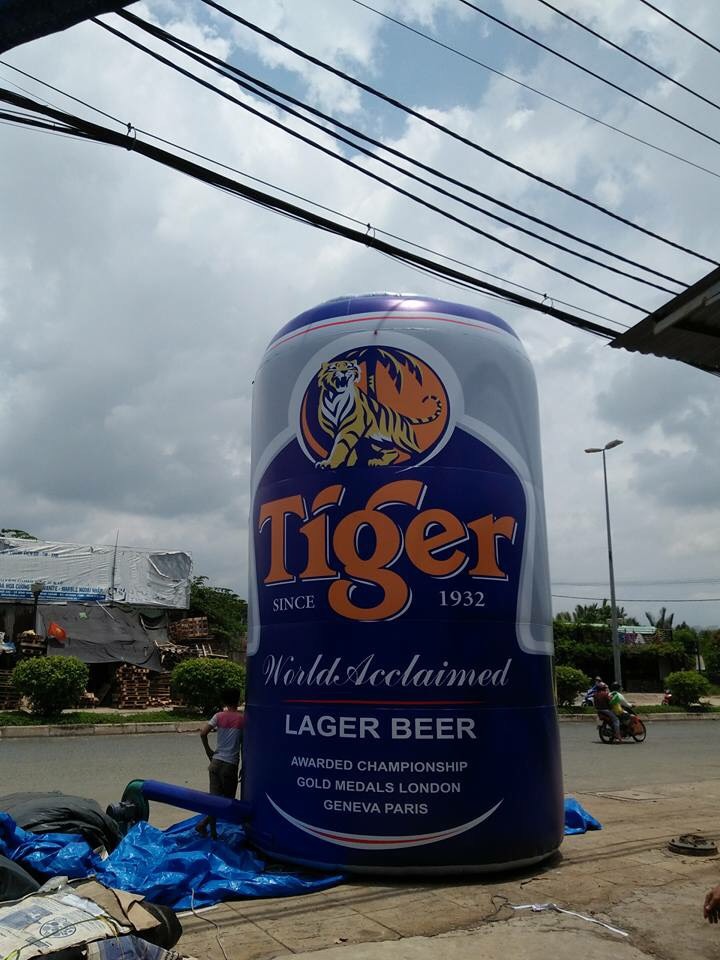 Tiger
SINCE 1932
World Acclaimed
LAGER BEER
AWARDED CHAMPIONSHIP
GOLD MEDALS LONDON
GENEVA PARIS